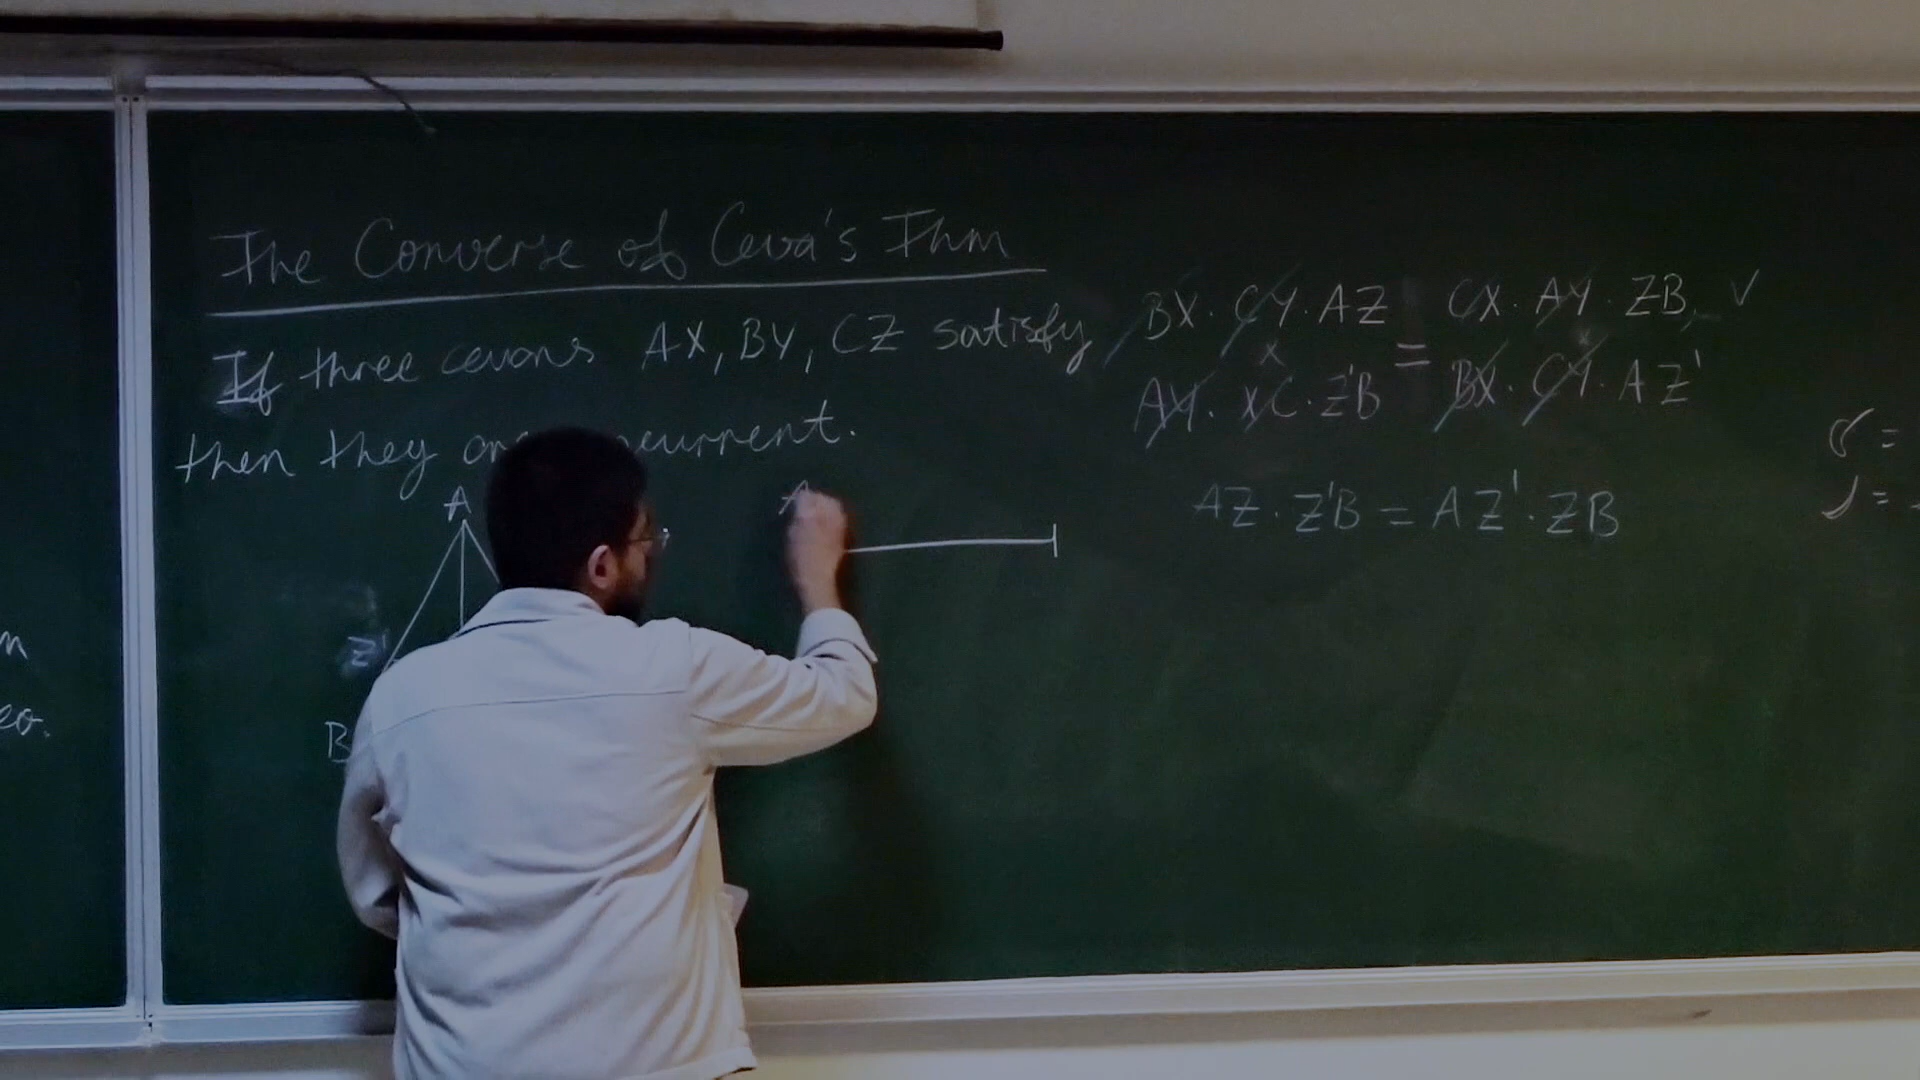 The Converse of Ceva's Thm
If three cevians AX, BY, CZ satisfy BX · CY · AZ = CX · AY · ZB, ✓
then they concurrent.
x x
AY · XC · Z'B = BX · CY · AZ'
AZ · Z'B = AZ' · ZB
A
A
Z'
B
m
eo.